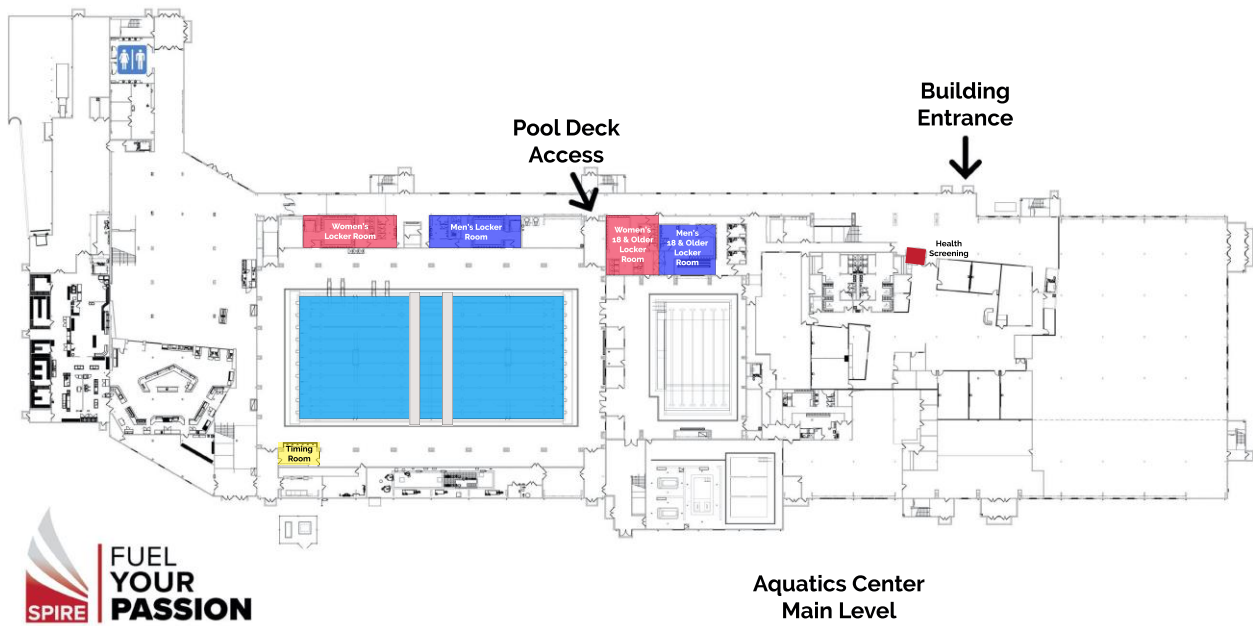 Building
Entrance
Pool Deck
Access
Women's
Locker Room
Men's Locker
Room
Women's
18 & Older
Locker
Room
Men's
18 & Older
Locker
Room
Health
Screening
Timing
Room
SPIRE
FUEL
YOUR
PASSION
Aquatics Center
Main Level